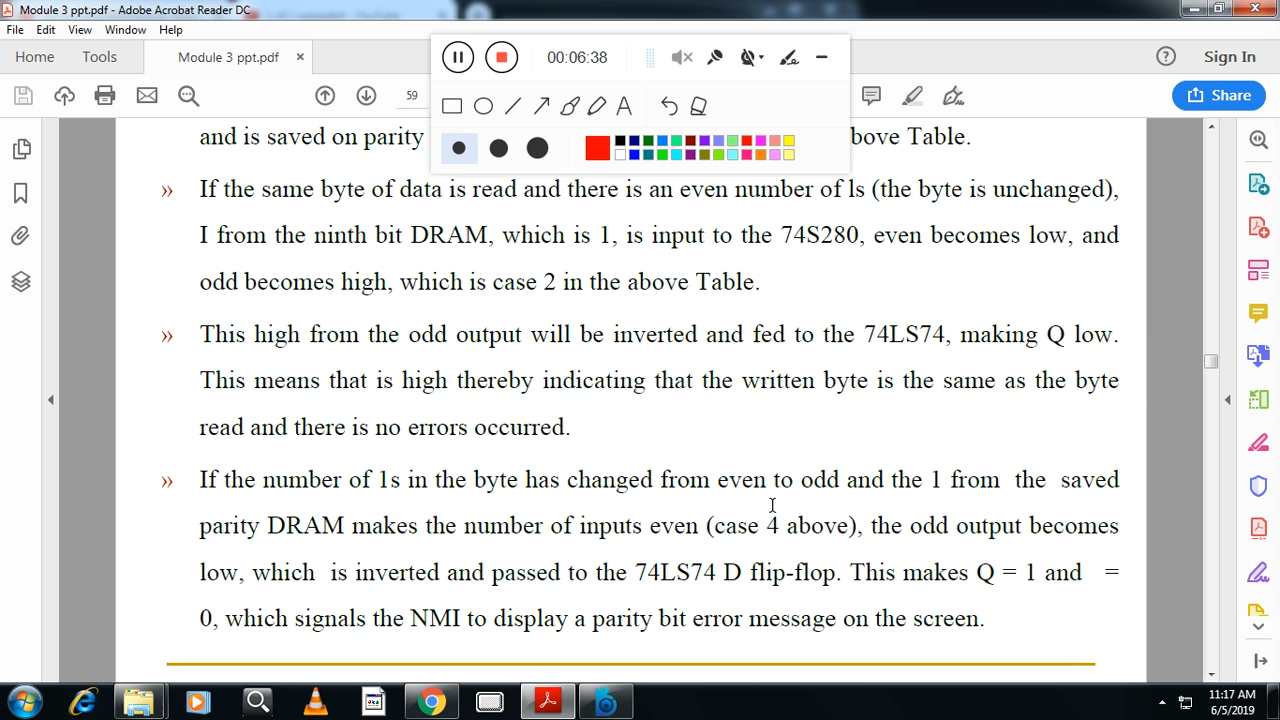 Module 3 ppt.pdf - Adobe Acrobat Reader DC
File Edit View Window Help
Home Tools Module 3 ppt.pdf × 00:06:38 Sign In
59 Share
and is saved on parity bove Table.
» If the same byte of data is read and there is an even number of ls (the byte is unchanged),
I from the ninth bit DRAM, which is 1, is input to the 74S280, even becomes low, and
odd becomes high, which is case 2 in the above Table.
» This high from the odd output will be inverted and fed to the 74LS74, making Q low.
This means that is high thereby indicating that the written byte is the same as the byte
read and there is no errors occurred.
» If the number of 1s in the byte has changed from even to odd and the 1 from the saved
parity DRAM makes the number of inputs even (case 4 above), the odd output becomes
low, which is inverted and passed to the 74LS74 D flip-flop. This makes Q = 1 and =
0, which signals the NMI to display a parity bit error message on the screen.
11:17 AM
6/5/2019